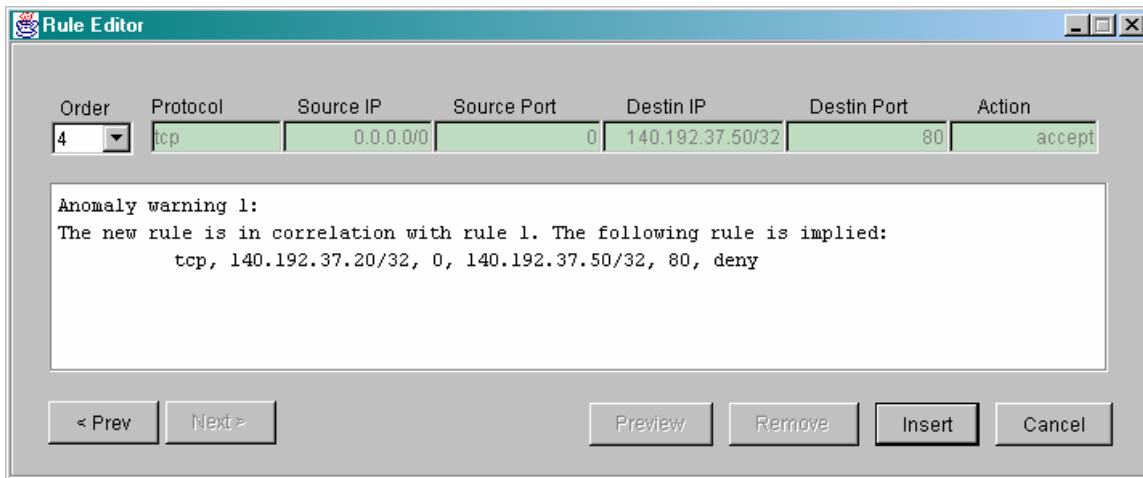 Rule Editor
Order Protocol Source IP Source Port Destin IP Destin Port Action
4 tcp 0.0.0.0/0 0 140.192.37.50/32 80 accept
Anomaly warning 1:
The new rule is in correlation with rule 1. The following rule is implied:
tcp, 140.192.37.20/32, 0, 140.192.37.50/32, 80, deny
< Prev Next > Preview Remove Insert Cancel